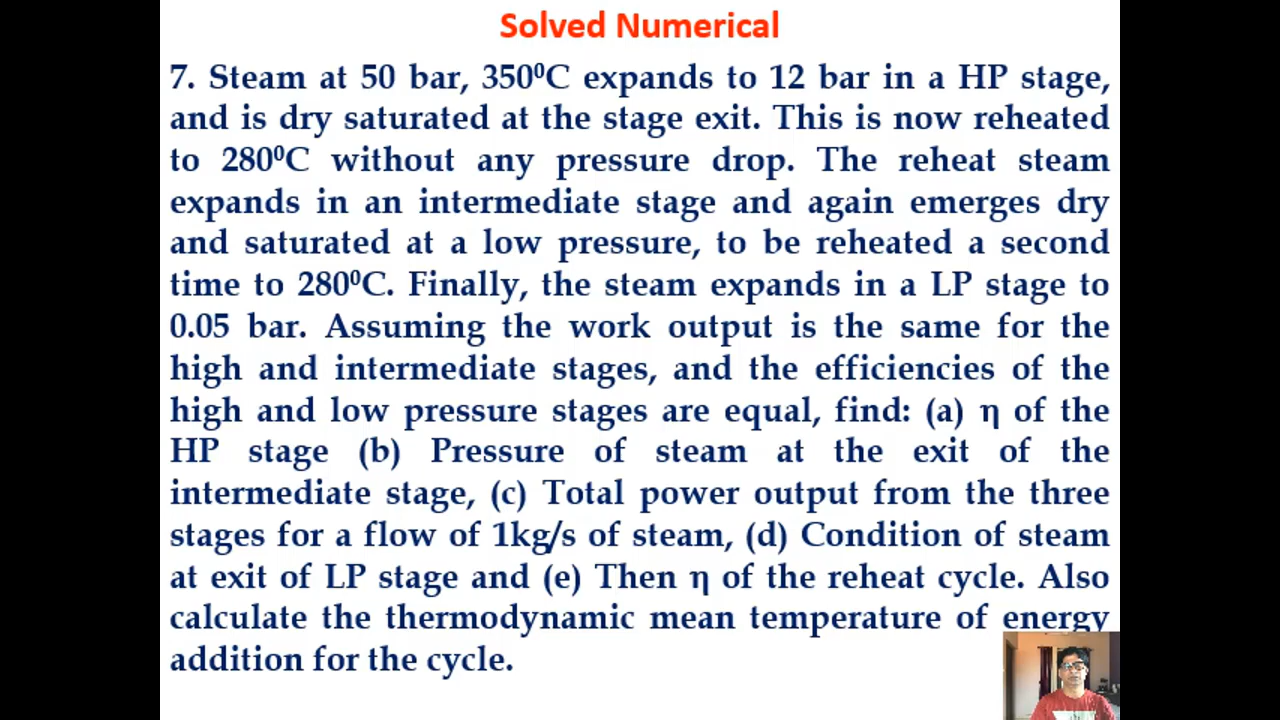 Solved Numerical
7. Steam at 50 bar, 350⁰C expands to 12 bar in a HP stage,
and is dry saturated at the stage exit. This is now reheated
to 280⁰C without any pressure drop. The reheat steam
expands in an intermediate stage and again emerges dry
and saturated at a low pressure, to be reheated a second
time to 280⁰C. Finally, the steam expands in a LP stage to
0.05 bar. Assuming the work output is the same for the
high and intermediate stages, and the efficiencies of the
high and low pressure stages are equal, find: (a) η of the
HP stage (b) Pressure of steam at the exit of the
intermediate stage, (c) Total power output from the three
stages for a flow of 1kg/s of steam, (d) Condition of steam
at exit of LP stage and (e) Then η of the reheat cycle. Also
calculate the thermodynamic mean temperature of energy
addition for the cycle.